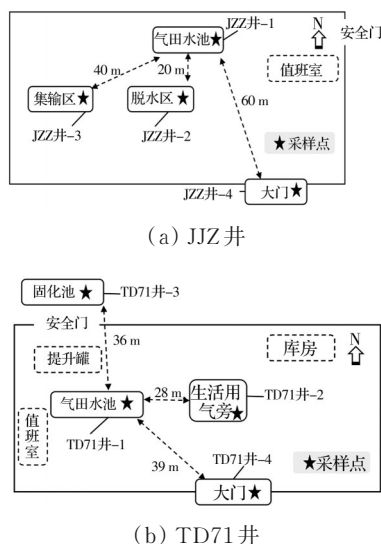 JZZ井-1
N
安全门
气田水池★
值班室
40 m
20 m
集输区★
脱水区★
60 m
JZZ井-3
JZZ井-2
★采样点
JZZ井-4
大门★
(a) JJZ井
固化池★
TD71井-3
安全门
36 m
库房
N
提升罐
生活用
气旁★
28 m
TD71井-2
气田水池★
值班室
TD71井-1
TD71井-4
39 m
★采样点
大门★
(b) TD71井